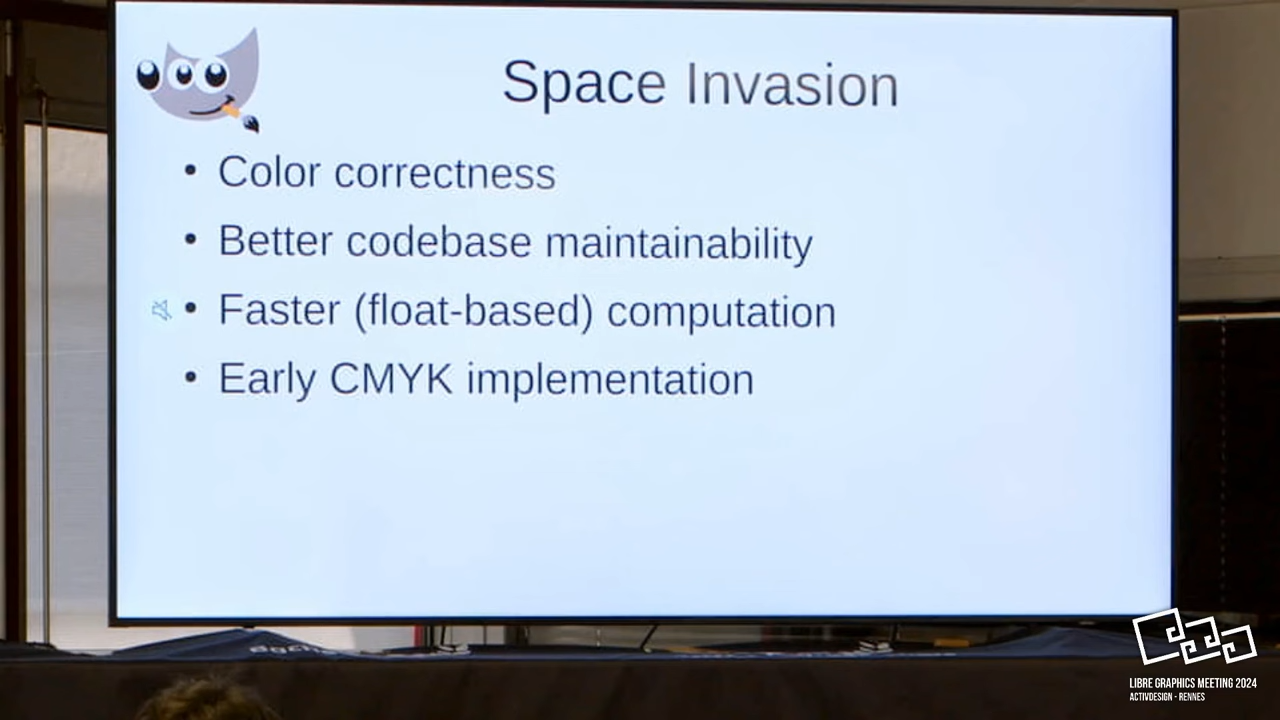 Space Invasion
• Color correctness
• Better codebase maintainability
• Faster (float-based) computation
• Early CMYK implementation
LIBRE GRAPHICS MEETING 2024
ACTIVDESIGN - RENNES